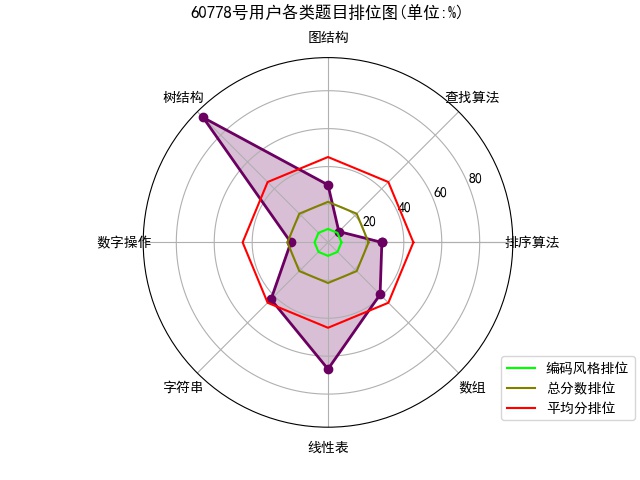 60778号用户各类题目排位图(单位:%)
图结构
树结构
查找算法
80
60
40
20
数字操作
排序算法
字符串
数组
线性表
编码风格排位
总分数排位
平均分排位